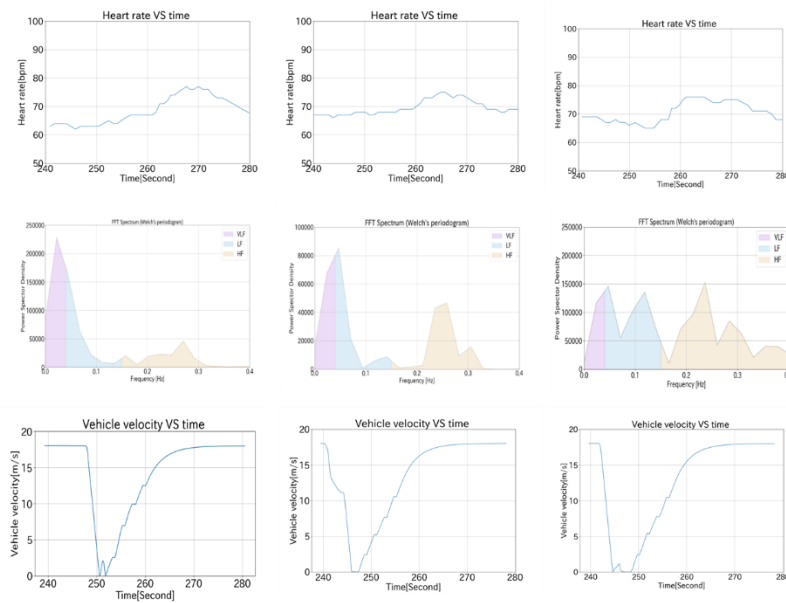 Heart rate VS time
Heart rate VS time
Heart rate VS time
Heart rate[bpm]
100
90
80
70
60
50
240
250
260
270
280
Time[Second]
Heart rate[bpm]
100
90
80
70
60
50
240
250
260
270
280
Time[Second]
Heart rate[bpm]
100
90
80
70
60
50
240
250
260
270
280
Time[Second]
FFT Spectrum (Welch's periodogram)
Power Spector Density
250000
200000
150000
100000
50000
0
0.0
0.1
0.2
0.3
0.4
Frequency [Hz]
VLF
LF
HF
FFT Spectrum (Welch's periodogram)
Power Spector Density
100000
80000
60000
40000
20000
0
0.0
0.1
0.2
0.3
0.4
Frequency [Hz]
VLF
LF
HF
FFT Spectrum (Welch's periodogram)
Power Spector Density
250000
200000
150000
100000
50000
0
0.0
0.1
0.2
0.3
Frequency [Hz]
VLF
LF
HF
Vehicle velocity VS time
Vehicle velocity[m/s]
20
15
10
5
0
240
250
260
270
280
Time[Second]
Vehicle velocity VS time
Vehicle velocity[m/s]
20
15
10
5
0
240
250
260
270
280
Time[Second]
Vehicle velocity VS time
Vehicle velocity[m/s]
20
15
10
5
0
240
250
260
270
280
Time[Second]